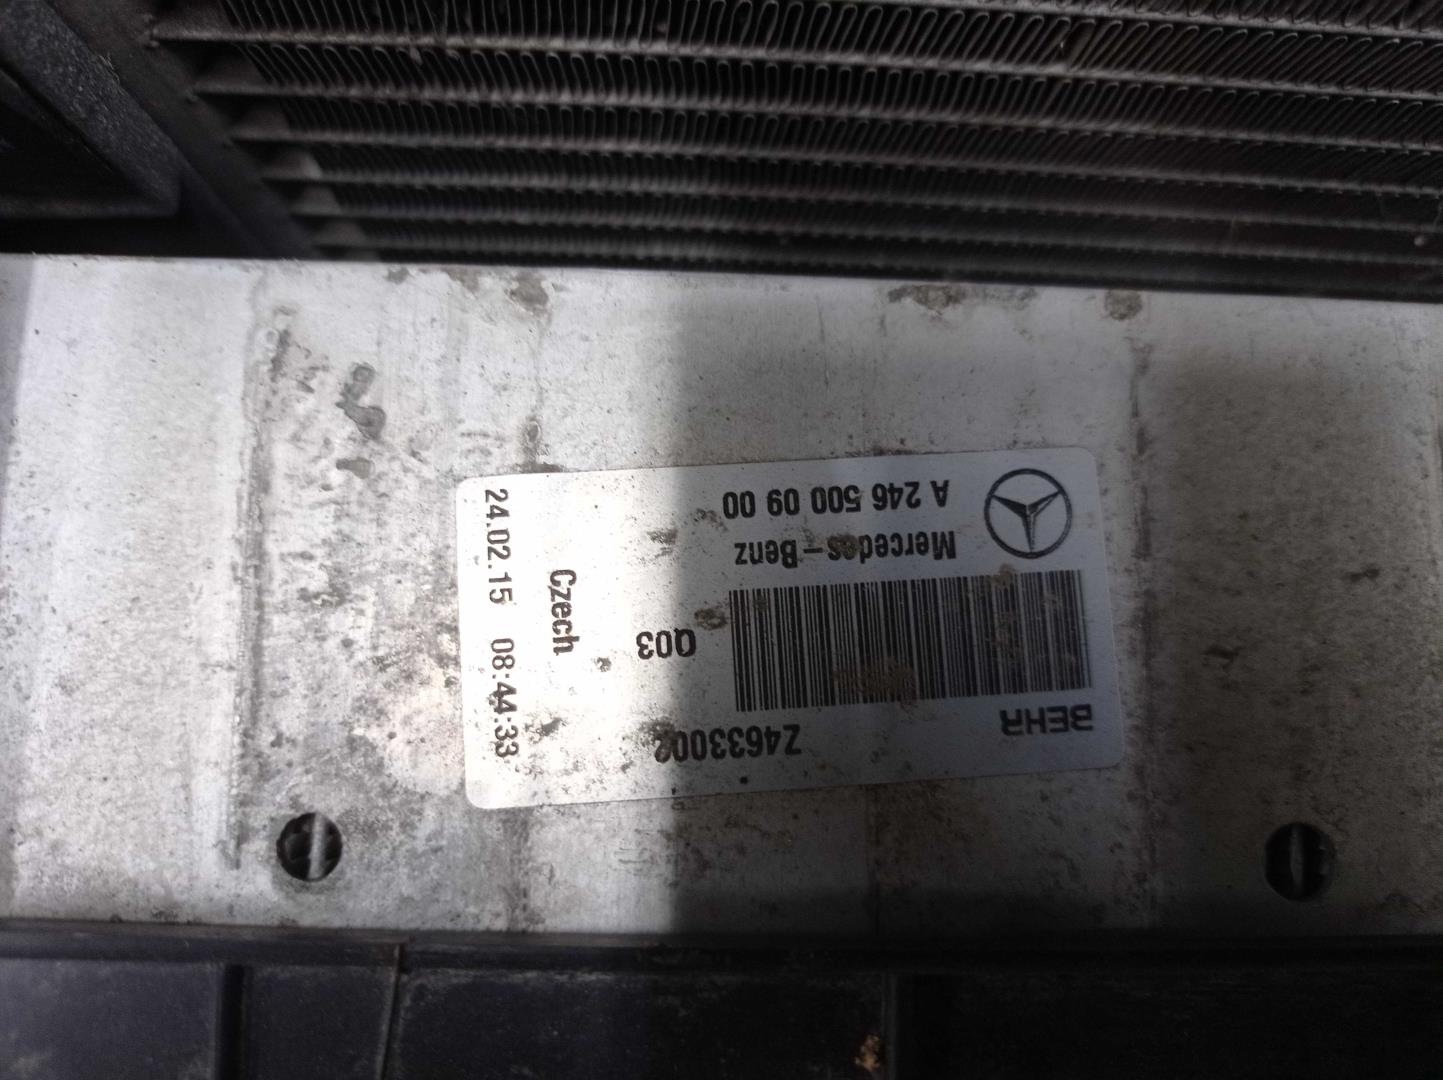 BEHR
Z4633002
Q03
Mercedes-Benz
A 246 500 09 00
Czech
24.02.15 08:44:33